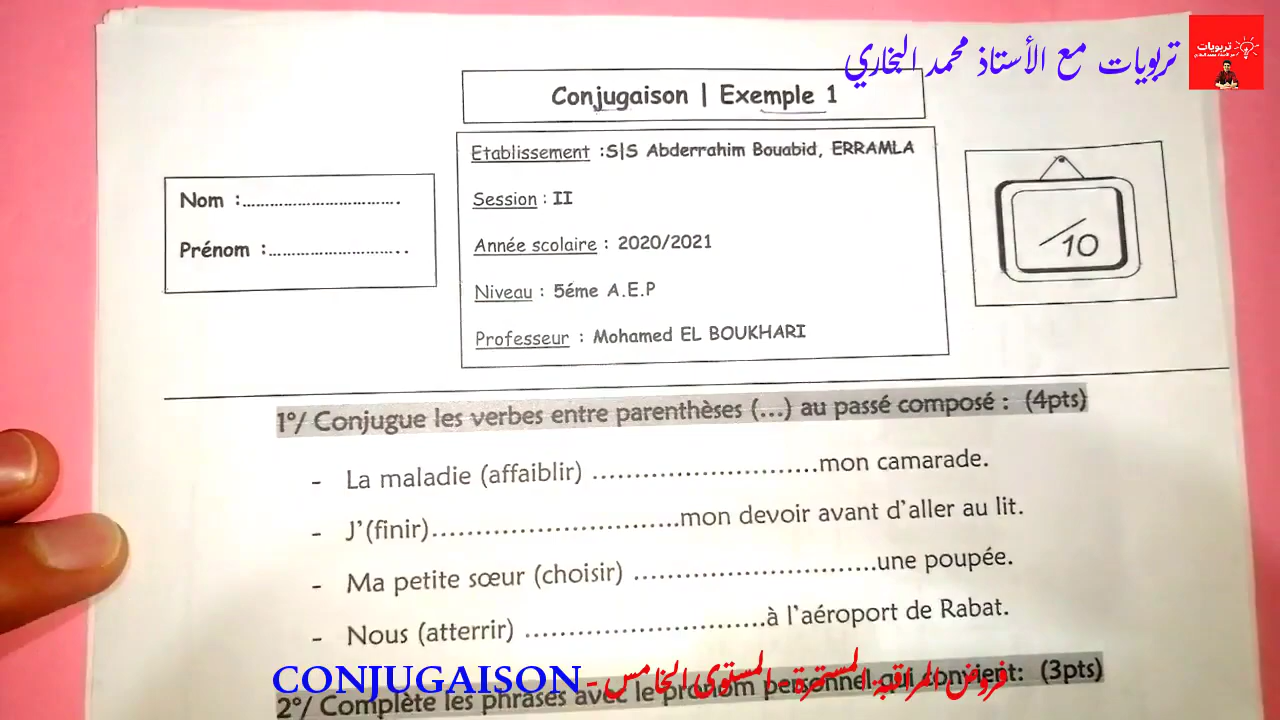 تربويات مع الأستاذ محمد البخاري
تربويات
Conjugaison | Exemple 1
Nom :....................................
Prénom :..............................
Etablissement :S|S Abderrahim Bouabid, ERRAMLA
Session : II
Année scolaire : 2020/2021
Niveau : 5éme A.E.P
Professeur : Mohamed EL BOUKHARI
/10
1°/ Conjugue les verbes entre parenthèses (...) au passé composé : (4pts)
- La maladie (affaiblir) ...........................mon camarade.
- J'(finir)..............................mon devoir avant d'aller au lit.
- Ma petite sœur (choisir) .............................une poupée.
- Nous (atterrir) .............................à l'aéroport de Rabat.
فروض المراقبة المستمرة - المستوى الخامس - CONJUGAISON
2°/ Complète les phrases avec le pronom personnel qui convient: (3pts)